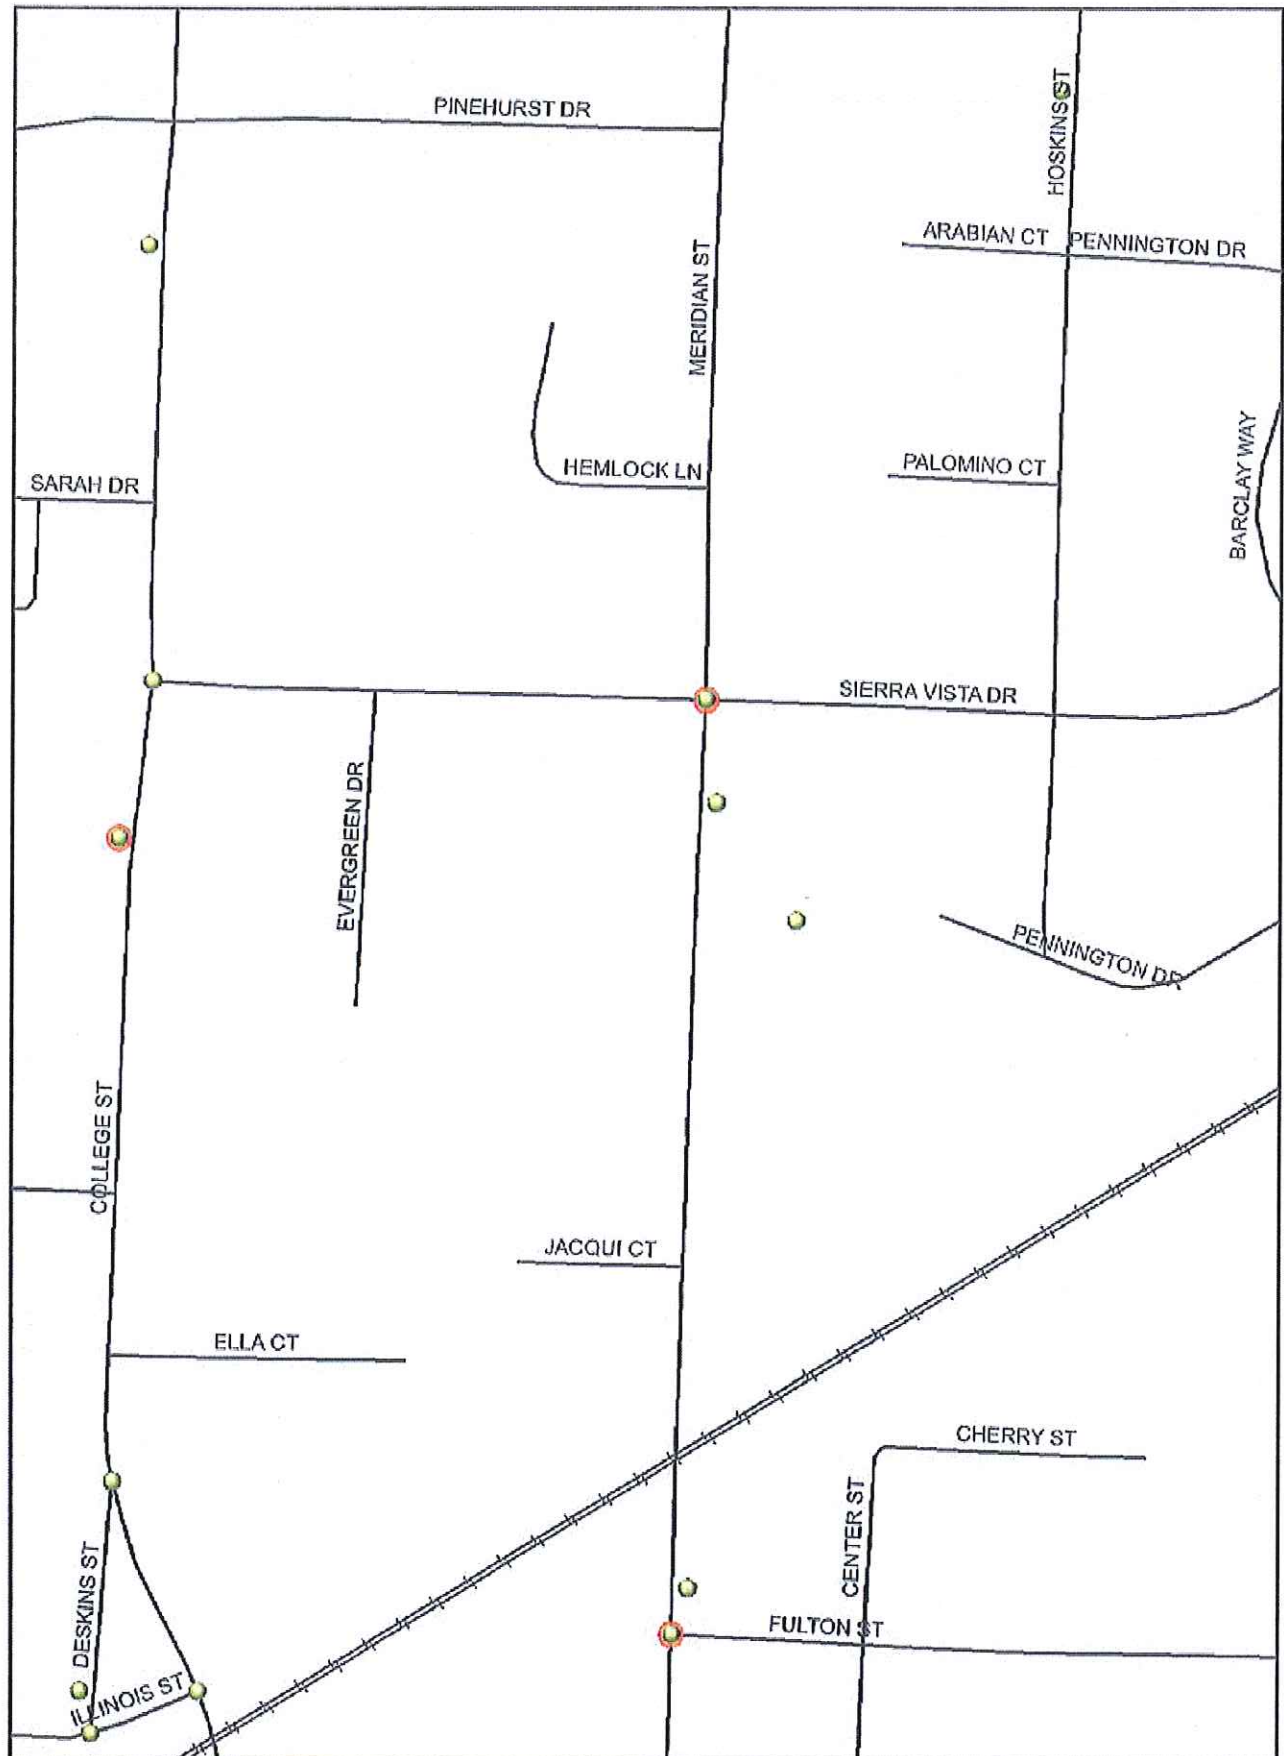 PINEHURST DR
HOSKINS ST
ARABIAN CT
PENNINGTON DR
MERIDIAN ST
SARAH DR
HEMLOCK LN
PALOMINO CT
BARCLAY WAY
SIERRA VISTA DR
EVERGREEN DR
PENNINGTON DR
COLLEGE ST
JACQUI CT
ELLA CT
CHERRY ST
CENTER ST
DESKINS ST
FULTON ST
ILLINOIS ST